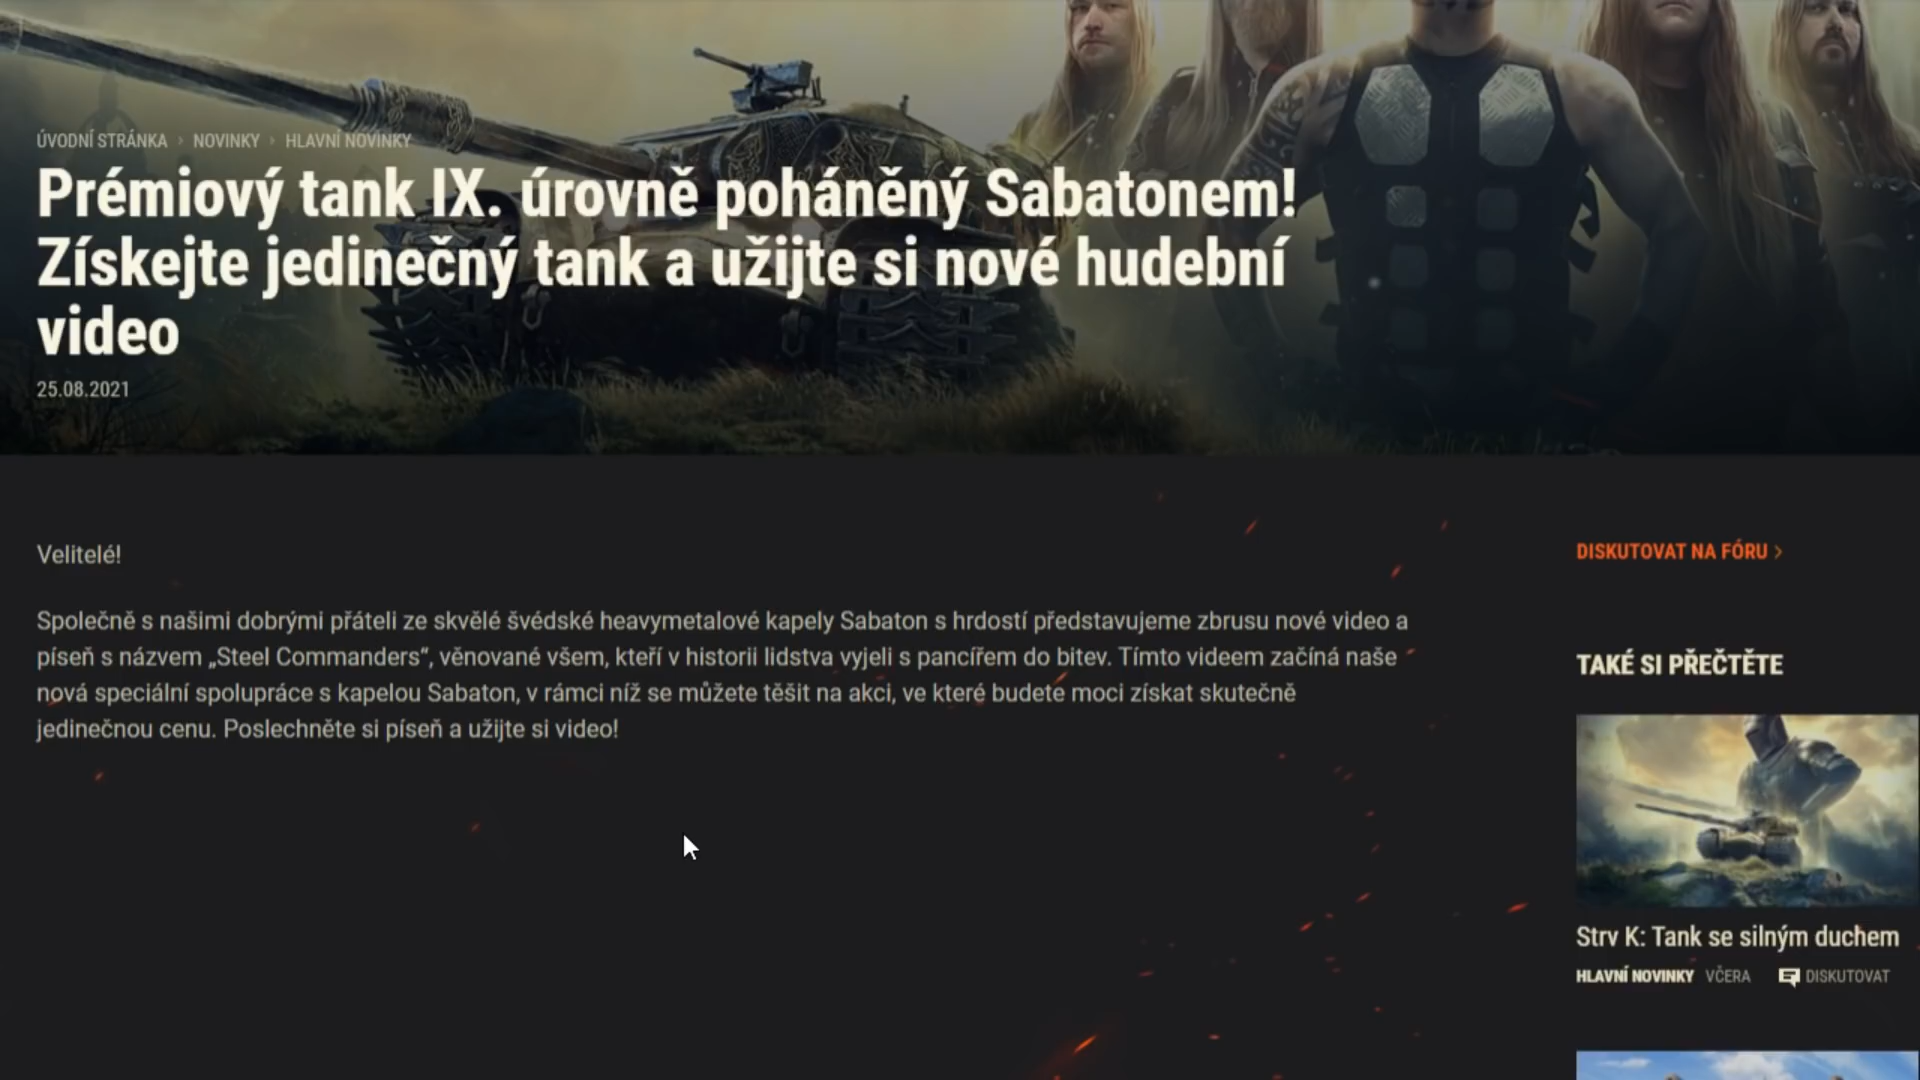 ÚVODNÍ STRÁNKA › NOVINKY › HLAVNÍ NOVINKY
Prémiový tank IX. úrovně poháněný Sabatonem!
Získejte jedinečný tank a užijte si nové hudební
video
25.08.2021
Velitelé!
Společně s našimi dobrými přáteli ze skvělé švédské heavymetalové kapely Sabaton s hrdostí představujeme zbrusu nové video a
píseň s názvem „Steel Commanders“, věnované všem, kteří v historii lidstva vyjeli s pancířem do bitev. Tímto videem začíná naše
nová speciální spolupráce s kapelou Sabaton, v rámci níž se můžete těšit na akci, ve které budete moci získat skutečně
jedinečnou cenu. Poslechněte si píseň a užijte si video!
DISKUTOVAT NA FÓRU ›
TAKÉ SI PŘEČTĚTE
Strv K: Tank se silným duchem
HLAVNÍ NOVINKY VČERA DISKUTOVAT